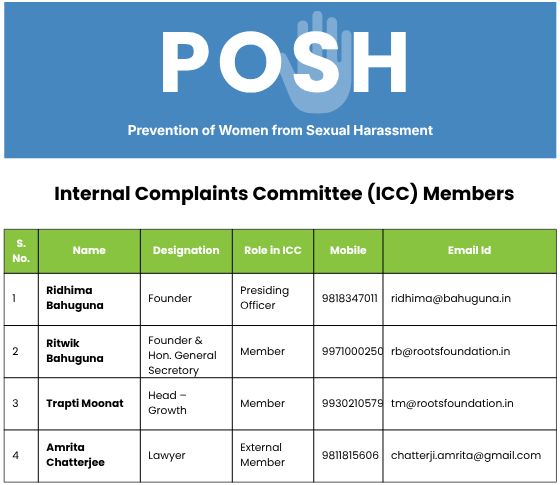 POSH
Prevention of Women from Sexual Harassment
Internal Complaints Committee (ICC) Members
S. No. Name Designation Role in ICC Mobile Email Id
1 Ridhima Bahuguna Founder Presiding Officer 9818347011 ridhima@bahuguna.in
2 Ritwik Bahuguna Founder & Hon. General Secretary Member 9971000250 rb@rootsfoundation.in
3 Trapti Moonat Head – Growth Member 9930210579 tm@rootsfoundation.in
4 Amrita Chatterjee Lawyer External Member 9811815606 chatterji.amrita@gmail.com